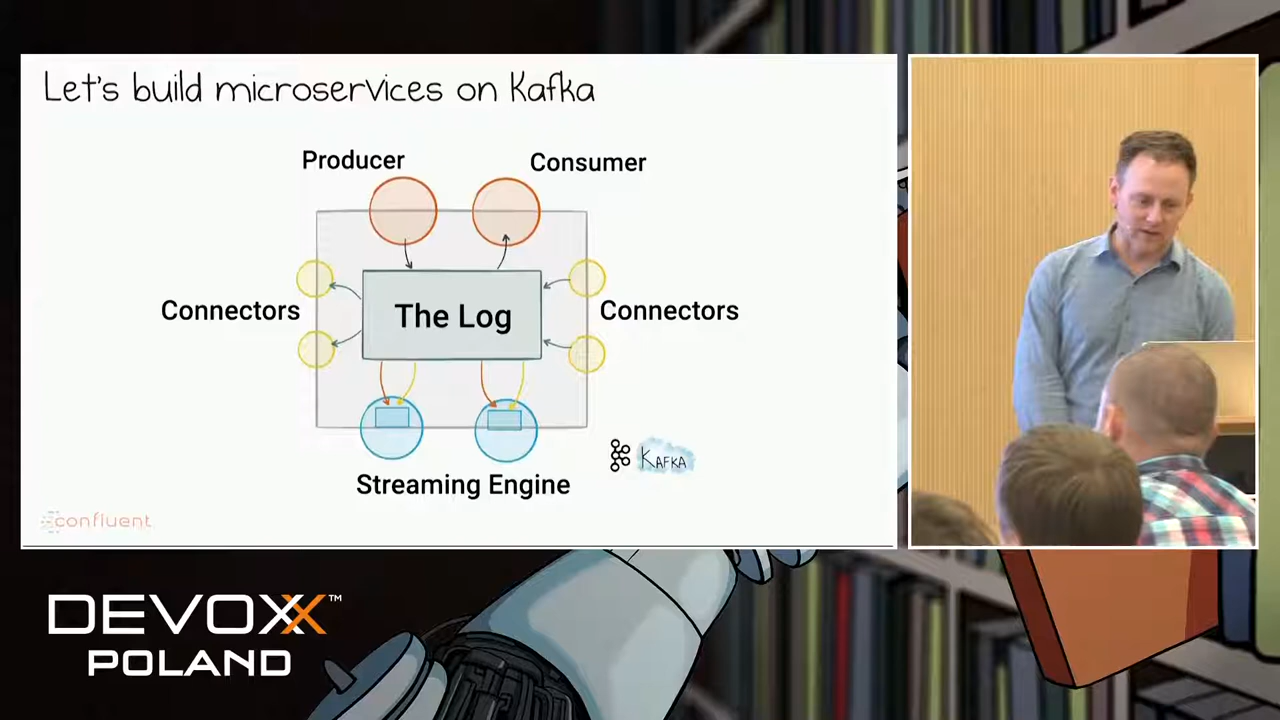 Let's build microservices on Kafka
Producer
Consumer
Connectors
The Log
Connectors
KAFKA
Streaming Engine
confluent
DEVOXX™
POLAND